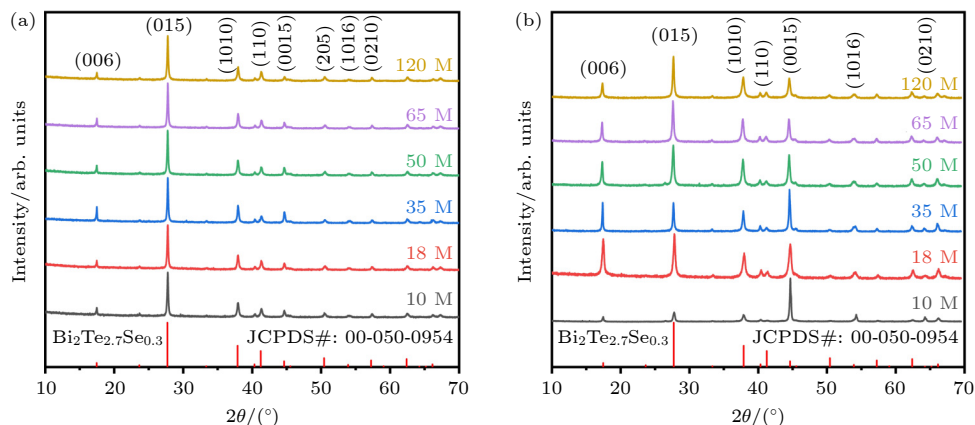 (a)
(006)
(015)
(1010)
(110)
(0015)
(205)
(1016)
(0210)
120 M
65 M
50 M
35 M
18 M
10 M
Bi₂Te₂.₇Se₀.₃ JCPDS#: 00-050-0954
10 20 30 40 50 60 70
2θ/(°)
Intensity/arb. units
(b)
(006)
(015)
(1010)
(110)
(0015)
(1016)
(0210)
120 M
65 M
50 M
35 M
18 M
10 M
Bi₂Te₂.₇Se₀.₃ JCPDS#: 00-050-0954
10 20 30 40 50 60 70
2θ/(°)
Intensity/arb. units